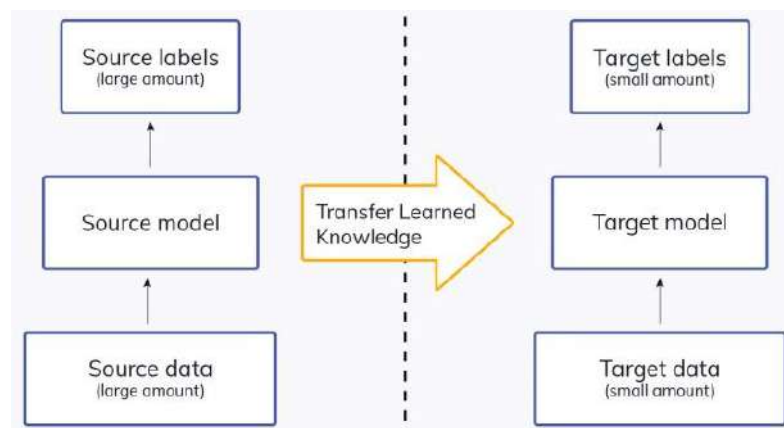 Source labels
(large amount)
Target labels
(small amount)
Source model
Transfer Learned
Knowledge
Target model
Source data
(large amount)
Target data
(small amount)